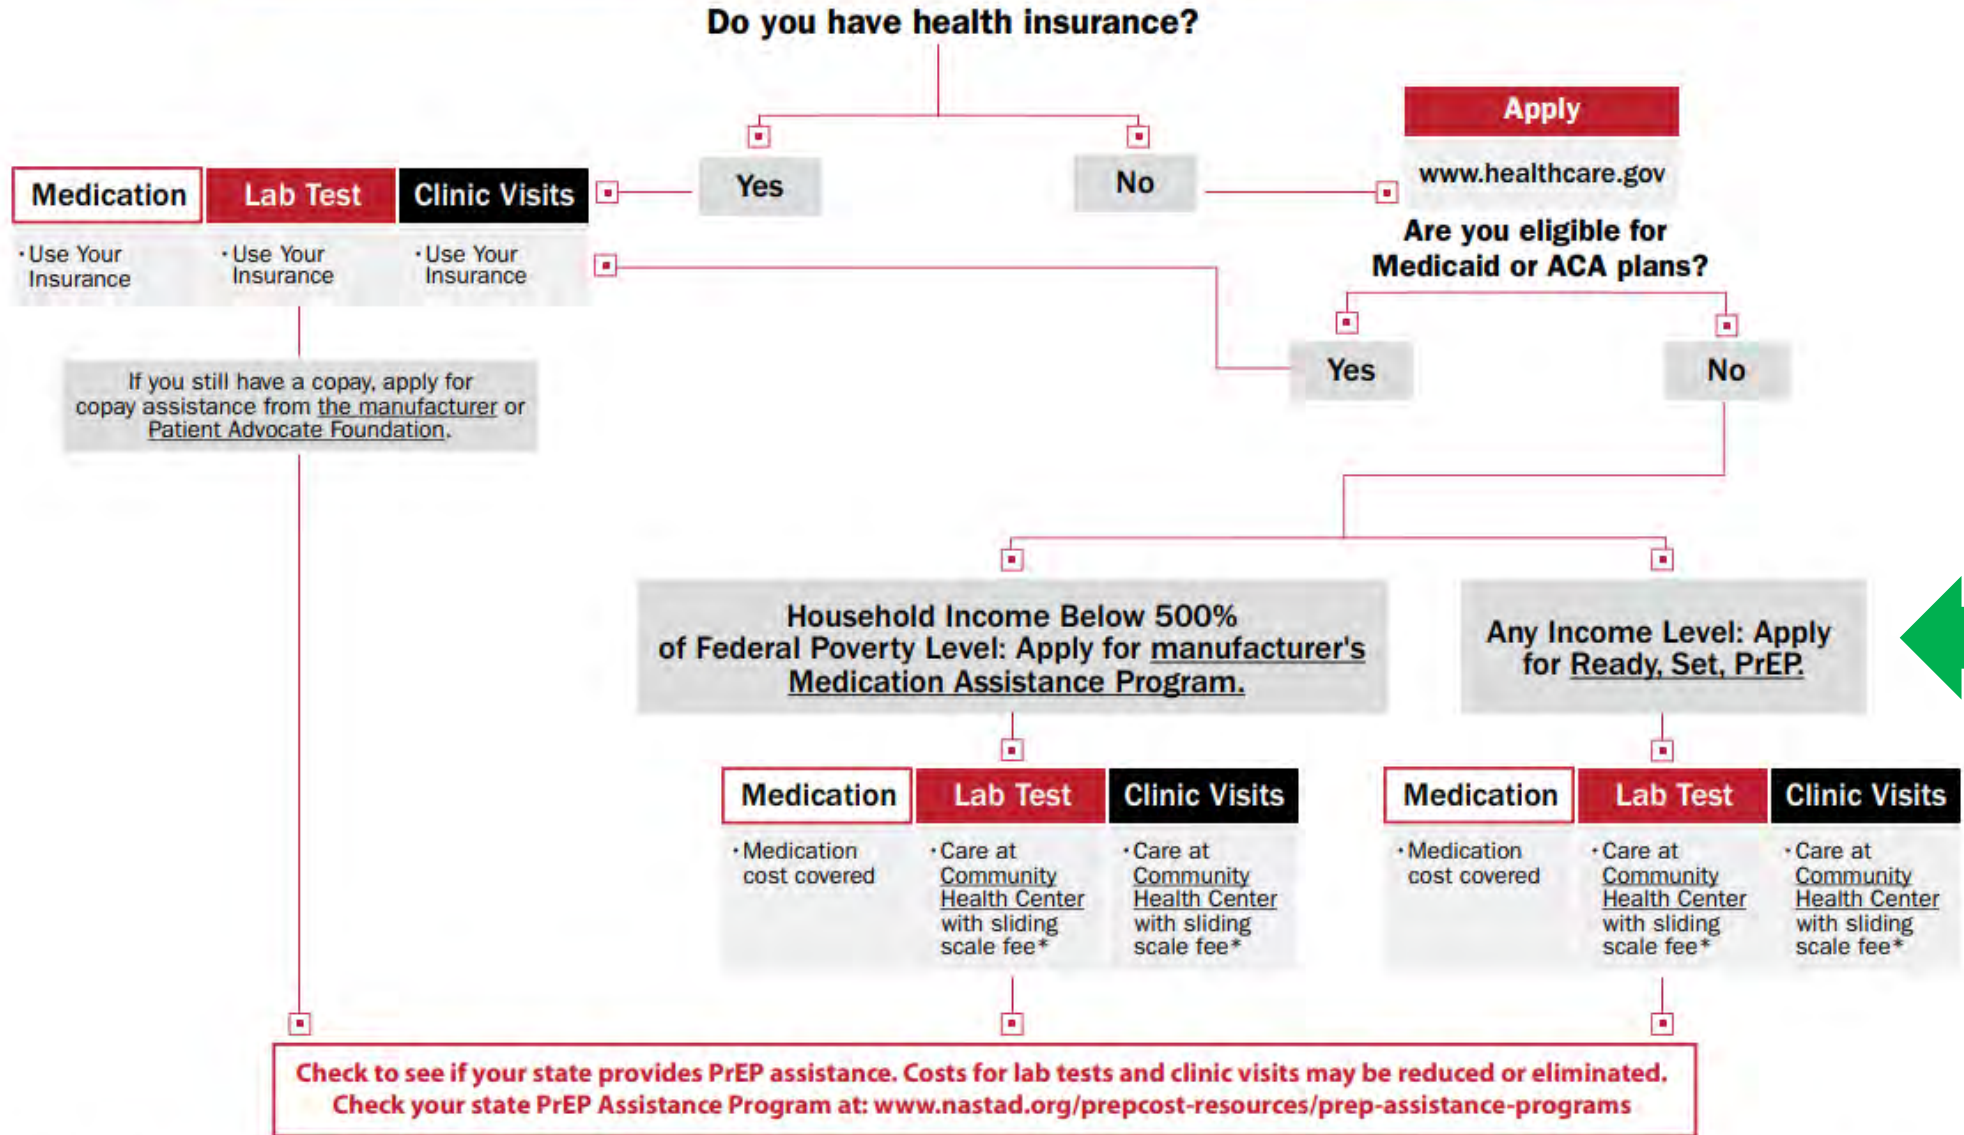 Do you have health insurance?
Yes
No
Apply
www.healthcare.gov
Are you eligible for
Medicaid or ACA plans?
Yes
No
Medication
Lab Test
Clinic Visits
·Use Your
Insurance
·Use Your
Insurance
·Use Your
Insurance
If you still have a copay, apply for
copay assistance from the manufacturer or
Patient Advocate Foundation.
Household Income Below 500%
of Federal Poverty Level: Apply for manufacturer's
Medication Assistance Program.
Medication
Lab Test
Clinic Visits
·Medication
cost covered
·Care at
Community
Health Center
with sliding
scale fee*
·Care at
Community
Health Center
with sliding
scale fee*
Any Income Level: Apply
for Ready, Set, PrEP.
Medication
Lab Test
Clinic Visits
·Medication
cost covered
·Care at
Community
Health Center
with sliding
scale fee*
·Care at
Community
Health Center
with sliding
scale fee*
Check to see if your state provides PrEP assistance. Costs for lab tests and clinic visits may be reduced or eliminated.
Check your state PrEP Assistance Program at: www.nastad.org/prepcost-resources/prep-assistance-programs